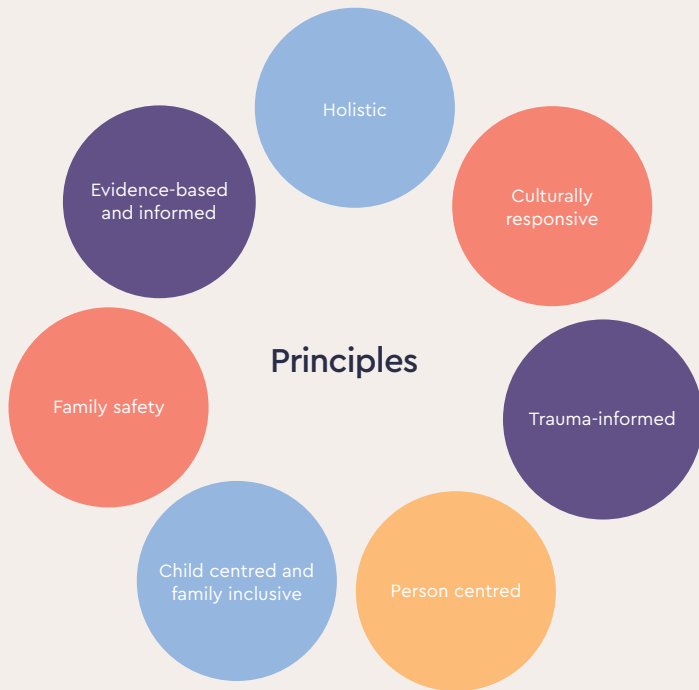 Holistic
Culturally
responsive
Trauma-informed
Person centred
Child centred and
family inclusive
Family safety
Evidence-based
and informed
Principles